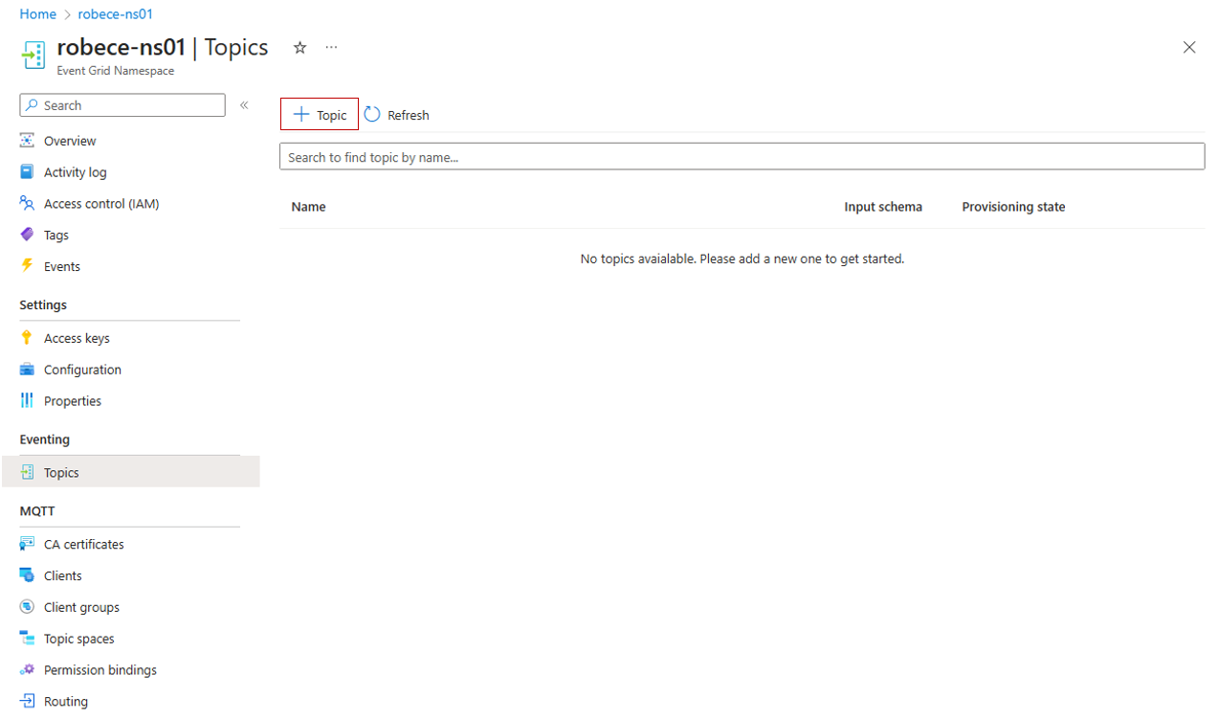 Home > robece-ns01
robece-ns01 | Topics ☆ ...
Event Grid Namespace
Search «
+ Topic Refresh
Search to find topic by name...
Name Input schema Provisioning state
No topics avaialable. Please add a new one to get started.
Overview
Activity log
Access control (IAM)
Tags
Events
Settings
Access keys
Configuration
Properties
Eventing
Topics
MQTT
CA certificates
Clients
Client groups
Topic spaces
Permission bindings
Routing